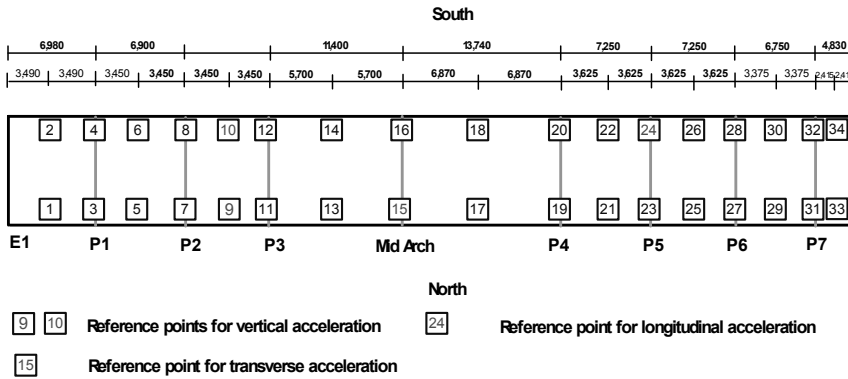 South
6,980 6,900 11,400 13,740 7,250 7,250 6,750 4,830
3,490 3,490 3,450 3,450 3,450 3,450 5,700 5,700 6,870 6,870 3,625 3,625 3,625 3,625 3,375 3,375 2,415 2,41
2 4 6 8 10 12 14 16 18 20 22 24 26 28 30 32 34
1 3 5 7 9 11 13 15 17 19 21 23 25 27 29 31 33
E1 P1 P2 P3 Mid Arch P4 P5 P6 P7
North
9 10 Reference points for vertical acceleration 24 Reference point for longitudinal acceleration
15 Reference point for transverse acceleration